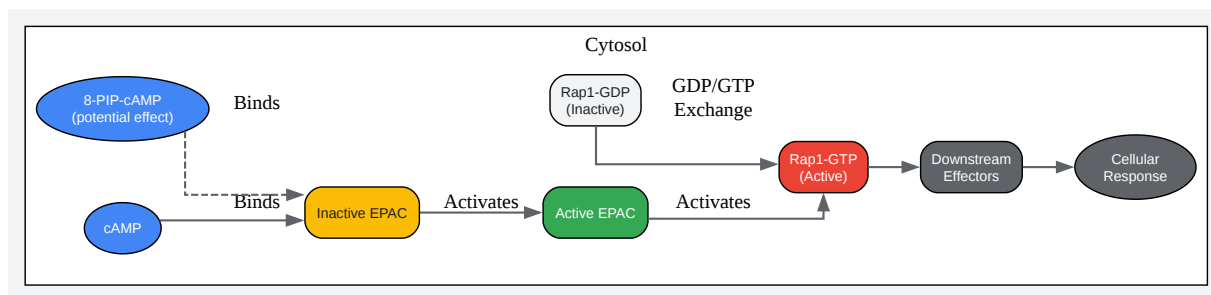 Cytosol
8-PIP-cAMP
(potential effect)
Binds
Rap1-GDP
(Inactive)
GDP/GTP
Exchange
Rap1-GTP
(Active)
Downstream
Effectors
Cellular
Response
Binds
cAMP
Inactive EPAC
Activates
Active EPAC
Activates